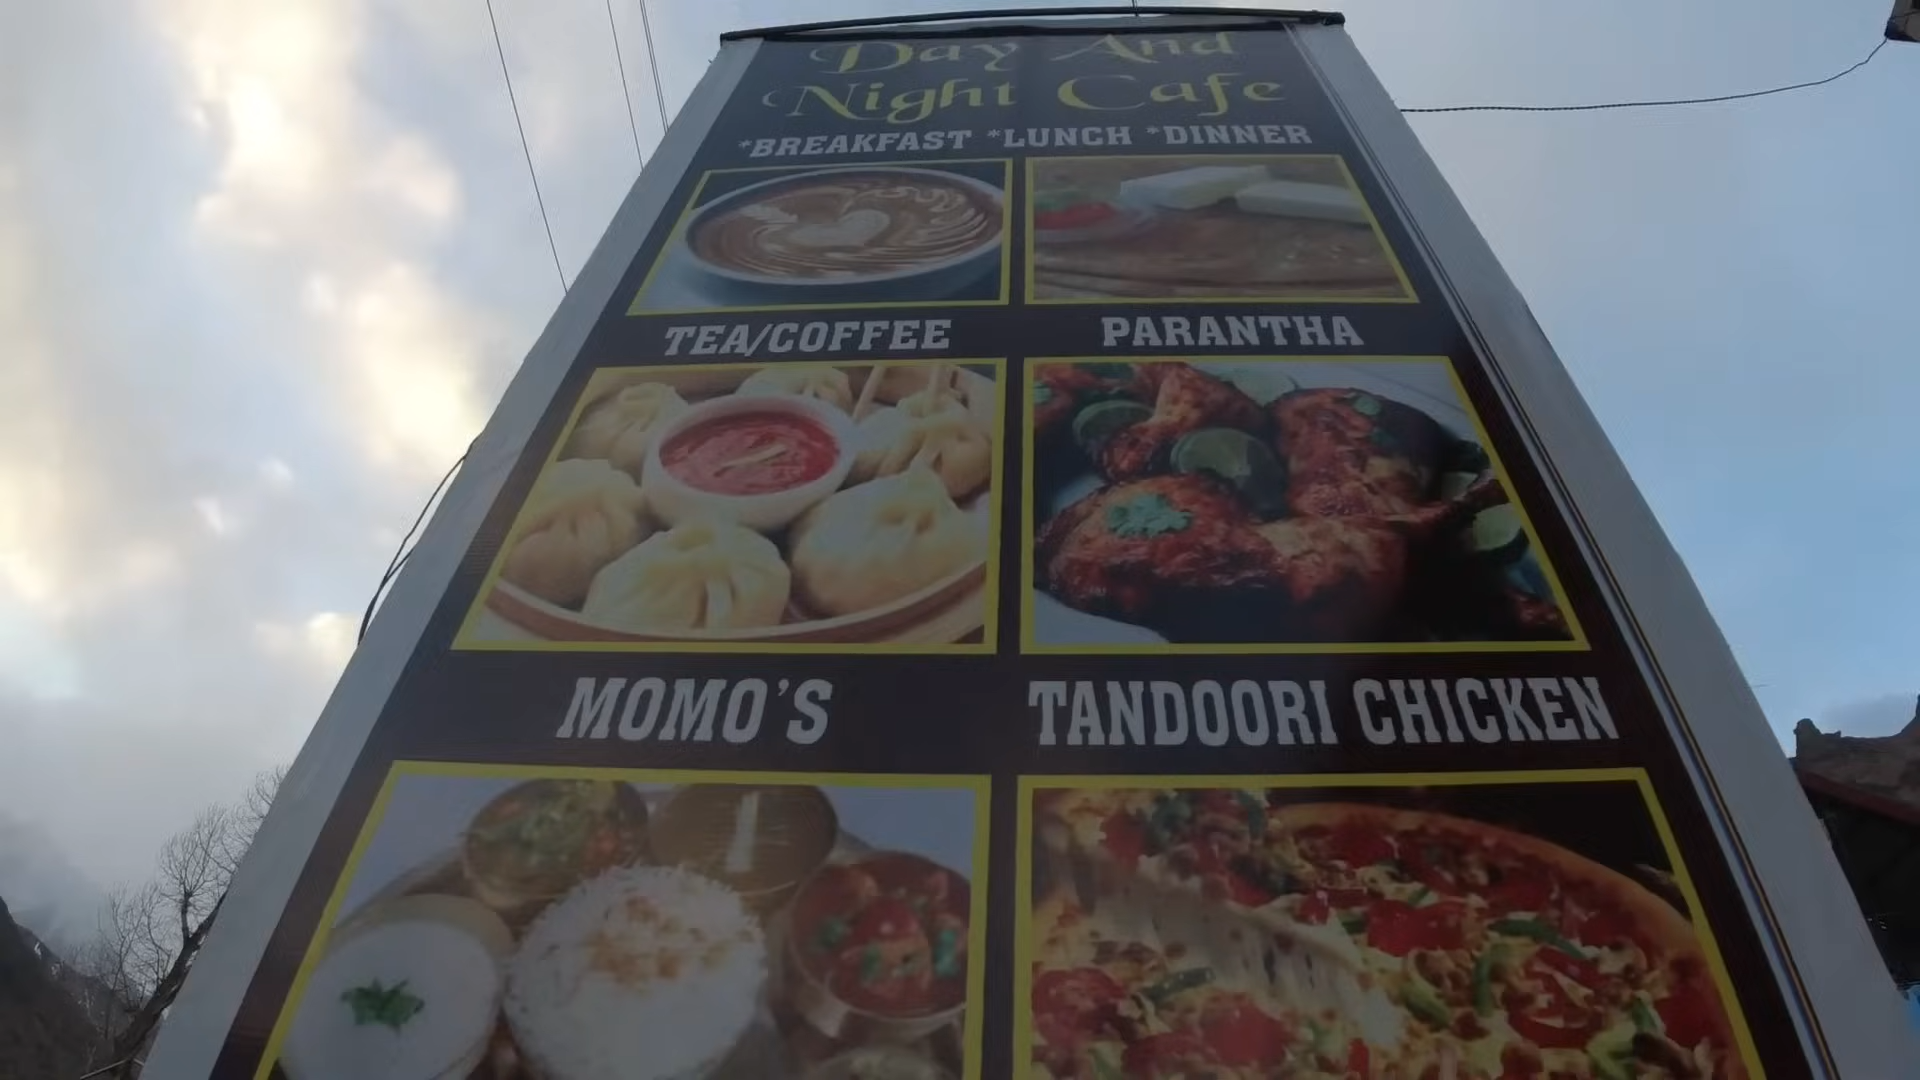 Day And
Night Cafe
*BREAKFAST *LUNCH *DINNER
TEA/COFFEE PARANTHA
MOMO'S TANDOORI CHICKEN